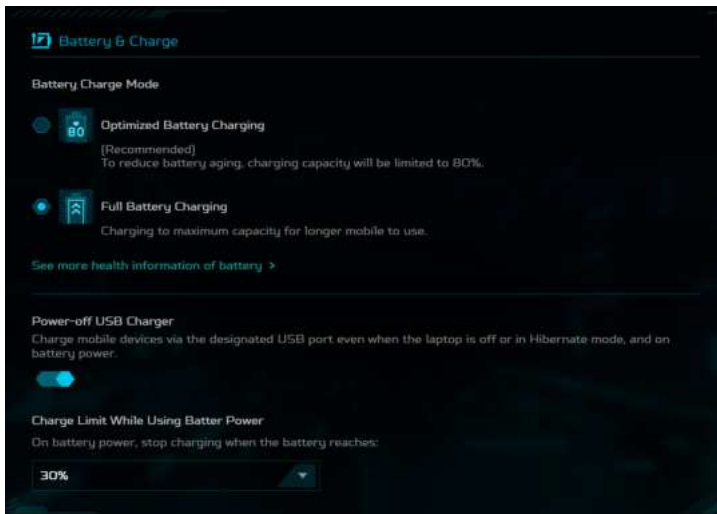 Battery & Charge
Battery Charge Mode
80
Optimized Battery Charging
[Recommended]
To reduce battery aging, charging capacity will be limited to 80%.
Full Battery Charging
Charging to maximum capacity for longer mobile to use.
See more health information of battery >
Power-off USB Charger
Charge mobile devices via the designated USB port even when the laptop is off or in Hibernate mode, and on
battery power.
Charge Limit While Using Batter Power
On battery power, stop charging when the battery reaches:
30%